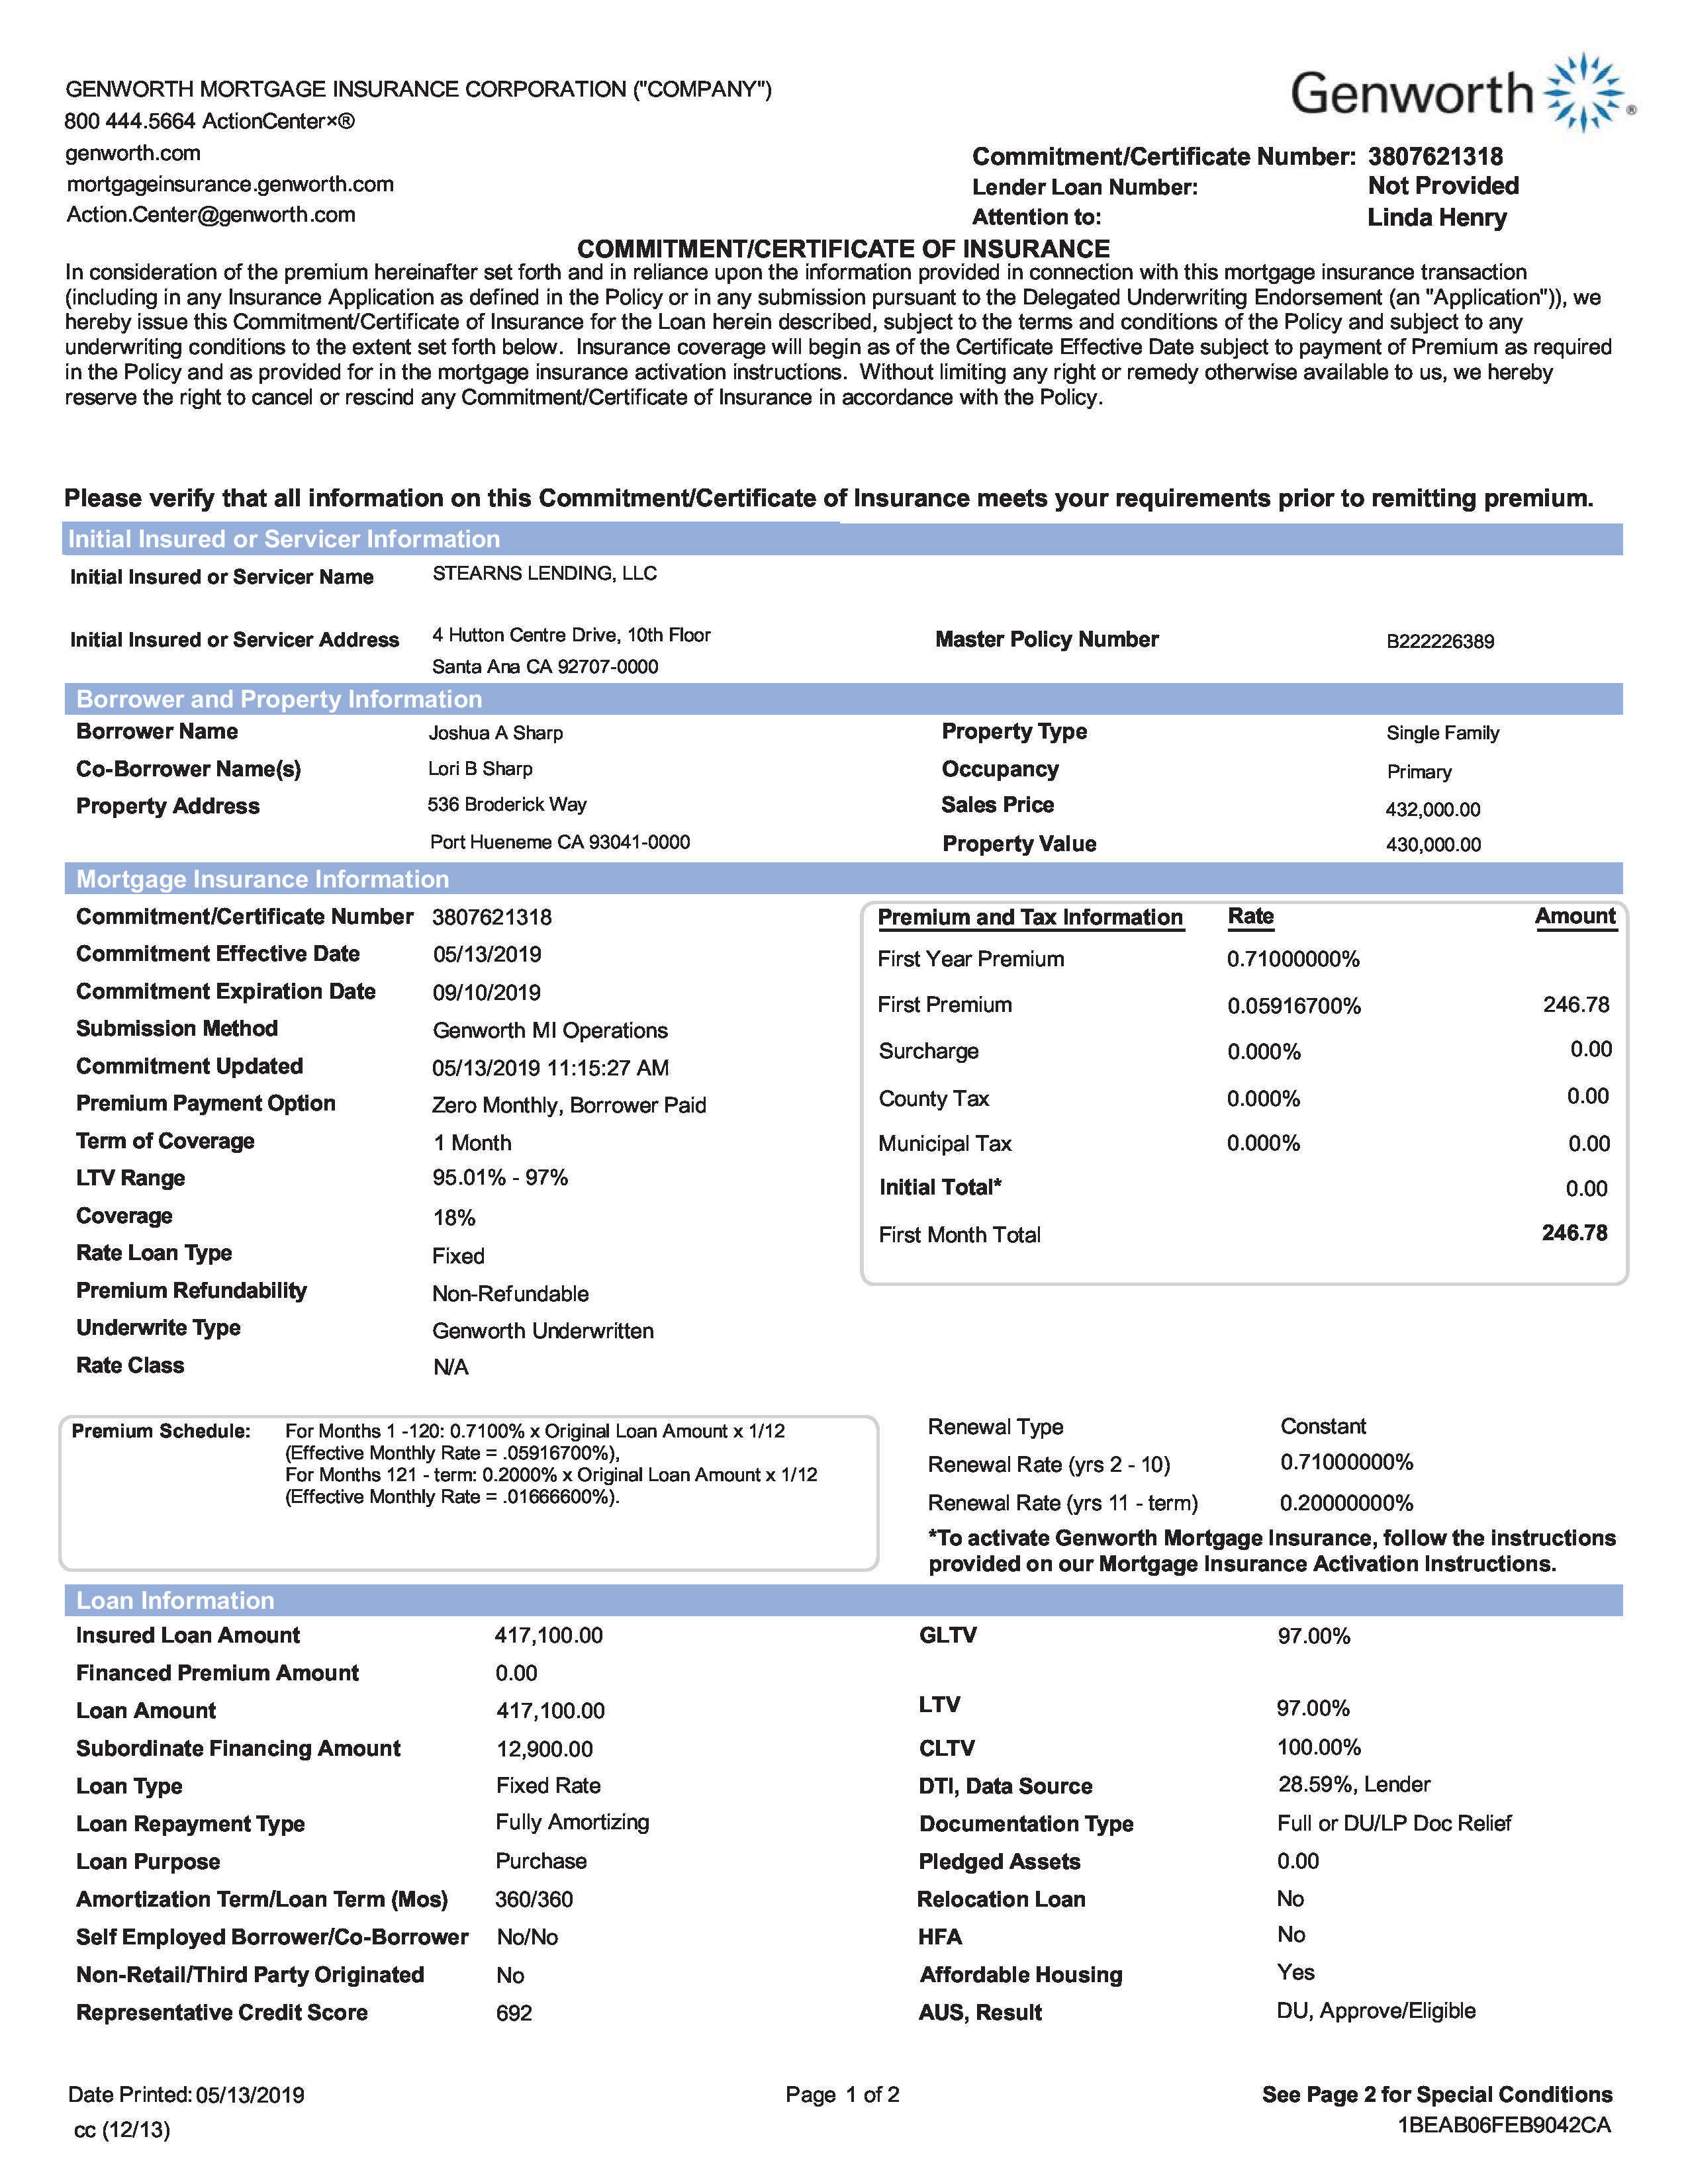 GENWORTH MORTGAGE INSURANCE CORPORATION ("COMPANY")
800 444.5664 ActionCenter×®
genworth.com
mortgageinsurance.genworth.com
Action.Center@genworth.com
Genworth ®
Commitment/Certificate Number: 3807621318
Lender Loan Number: Not Provided
Attention to: Linda Henry
COMMITMENT/CERTIFICATE OF INSURANCE
In consideration of the premium hereinafter set forth and in reliance upon the information provided in connection with this mortgage insurance transaction
(including in any Insurance Application as defined in the Policy or in any submission pursuant to the Delegated Underwriting Endorsement (an "Application")), we
hereby issue this Commitment/Certificate of Insurance for the Loan herein described, subject to the terms and conditions of the Policy and subject to any
underwriting conditions to the extent set forth below. Insurance coverage will begin as of the Certificate Effective Date subject to payment of Premium as required
in the Policy and as provided for in the mortgage insurance activation instructions. Without limiting any right or remedy otherwise available to us, we hereby
reserve the right to cancel or rescind any Commitment/Certificate of Insurance in accordance with the Policy.
Please verify that all information on this Commitment/Certificate of Insurance meets your requirements prior to remitting premium.
Initial Insured or Servicer Information
Initial Insured or Servicer Name STEARNS LENDING, LLC
Initial Insured or Servicer Address 4 Hutton Centre Drive, 10th Floor Master Policy Number B222226389
Santa Ana CA 92707-0000
Borrower and Property Information
Borrower Name Joshua A Sharp Property Type Single Family
Co-Borrower Name(s) Lori B Sharp Occupancy Primary
Property Address 536 Broderick Way Sales Price 432,000.00
Port Hueneme CA 93041-0000 Property Value 430,000.00
Mortgage Insurance Information
Commitment/Certificate Number 3807621318
Commitment Effective Date 05/13/2019
Commitment Expiration Date 09/10/2019
Submission Method Genworth MI Operations
Commitment Updated 05/13/2019 11:15:27 AM
Premium Payment Option Zero Monthly, Borrower Paid
Term of Coverage 1 Month
LTV Range 95.01% - 97%
Coverage 18%
Rate Loan Type Fixed
Premium Refundability Non-Refundable
Underwrite Type Genworth Underwritten
Rate Class N/A
Premium and Tax Information Rate Amount
First Year Premium 0.71000000%
First Premium 0.05916700% 246.78
Surcharge 0.000% 0.00
County Tax 0.000% 0.00
Municipal Tax 0.000% 0.00
Initial Total* 0.00
First Month Total 246.78
Premium Schedule: For Months 1 -120: 0.7100% x Original Loan Amount x 1/12
(Effective Monthly Rate = .05916700%),
For Months 121 - term: 0.2000% x Original Loan Amount x 1/12
(Effective Monthly Rate = .01666600%).
Renewal Type Constant
Renewal Rate (yrs 2 - 10) 0.71000000%
Renewal Rate (yrs 11 - term) 0.20000000%
*To activate Genworth Mortgage Insurance, follow the instructions
provided on our Mortgage Insurance Activation Instructions.
Loan Information
Insured Loan Amount 417,100.00 GLTV 97.00%
Financed Premium Amount 0.00
Loan Amount 417,100.00 LTV 97.00%
Subordinate Financing Amount 12,900.00 CLTV 100.00%
Loan Type Fixed Rate DTI, Data Source 28.59%, Lender
Loan Repayment Type Fully Amortizing Documentation Type Full or DU/LP Doc Relief
Loan Purpose Purchase Pledged Assets 0.00
Amortization Term/Loan Term (Mos) 360/360 Relocation Loan No
Self Employed Borrower/Co-Borrower No/No HFA No
Non-Retail/Third Party Originated No Affordable Housing Yes
Representative Credit Score 692 AUS, Result DU, Approve/Eligible
Date Printed: 05/13/2019 Page 1 of 2 See Page 2 for Special Conditions
cc (12/13) 1BEAB06FEB9042CA